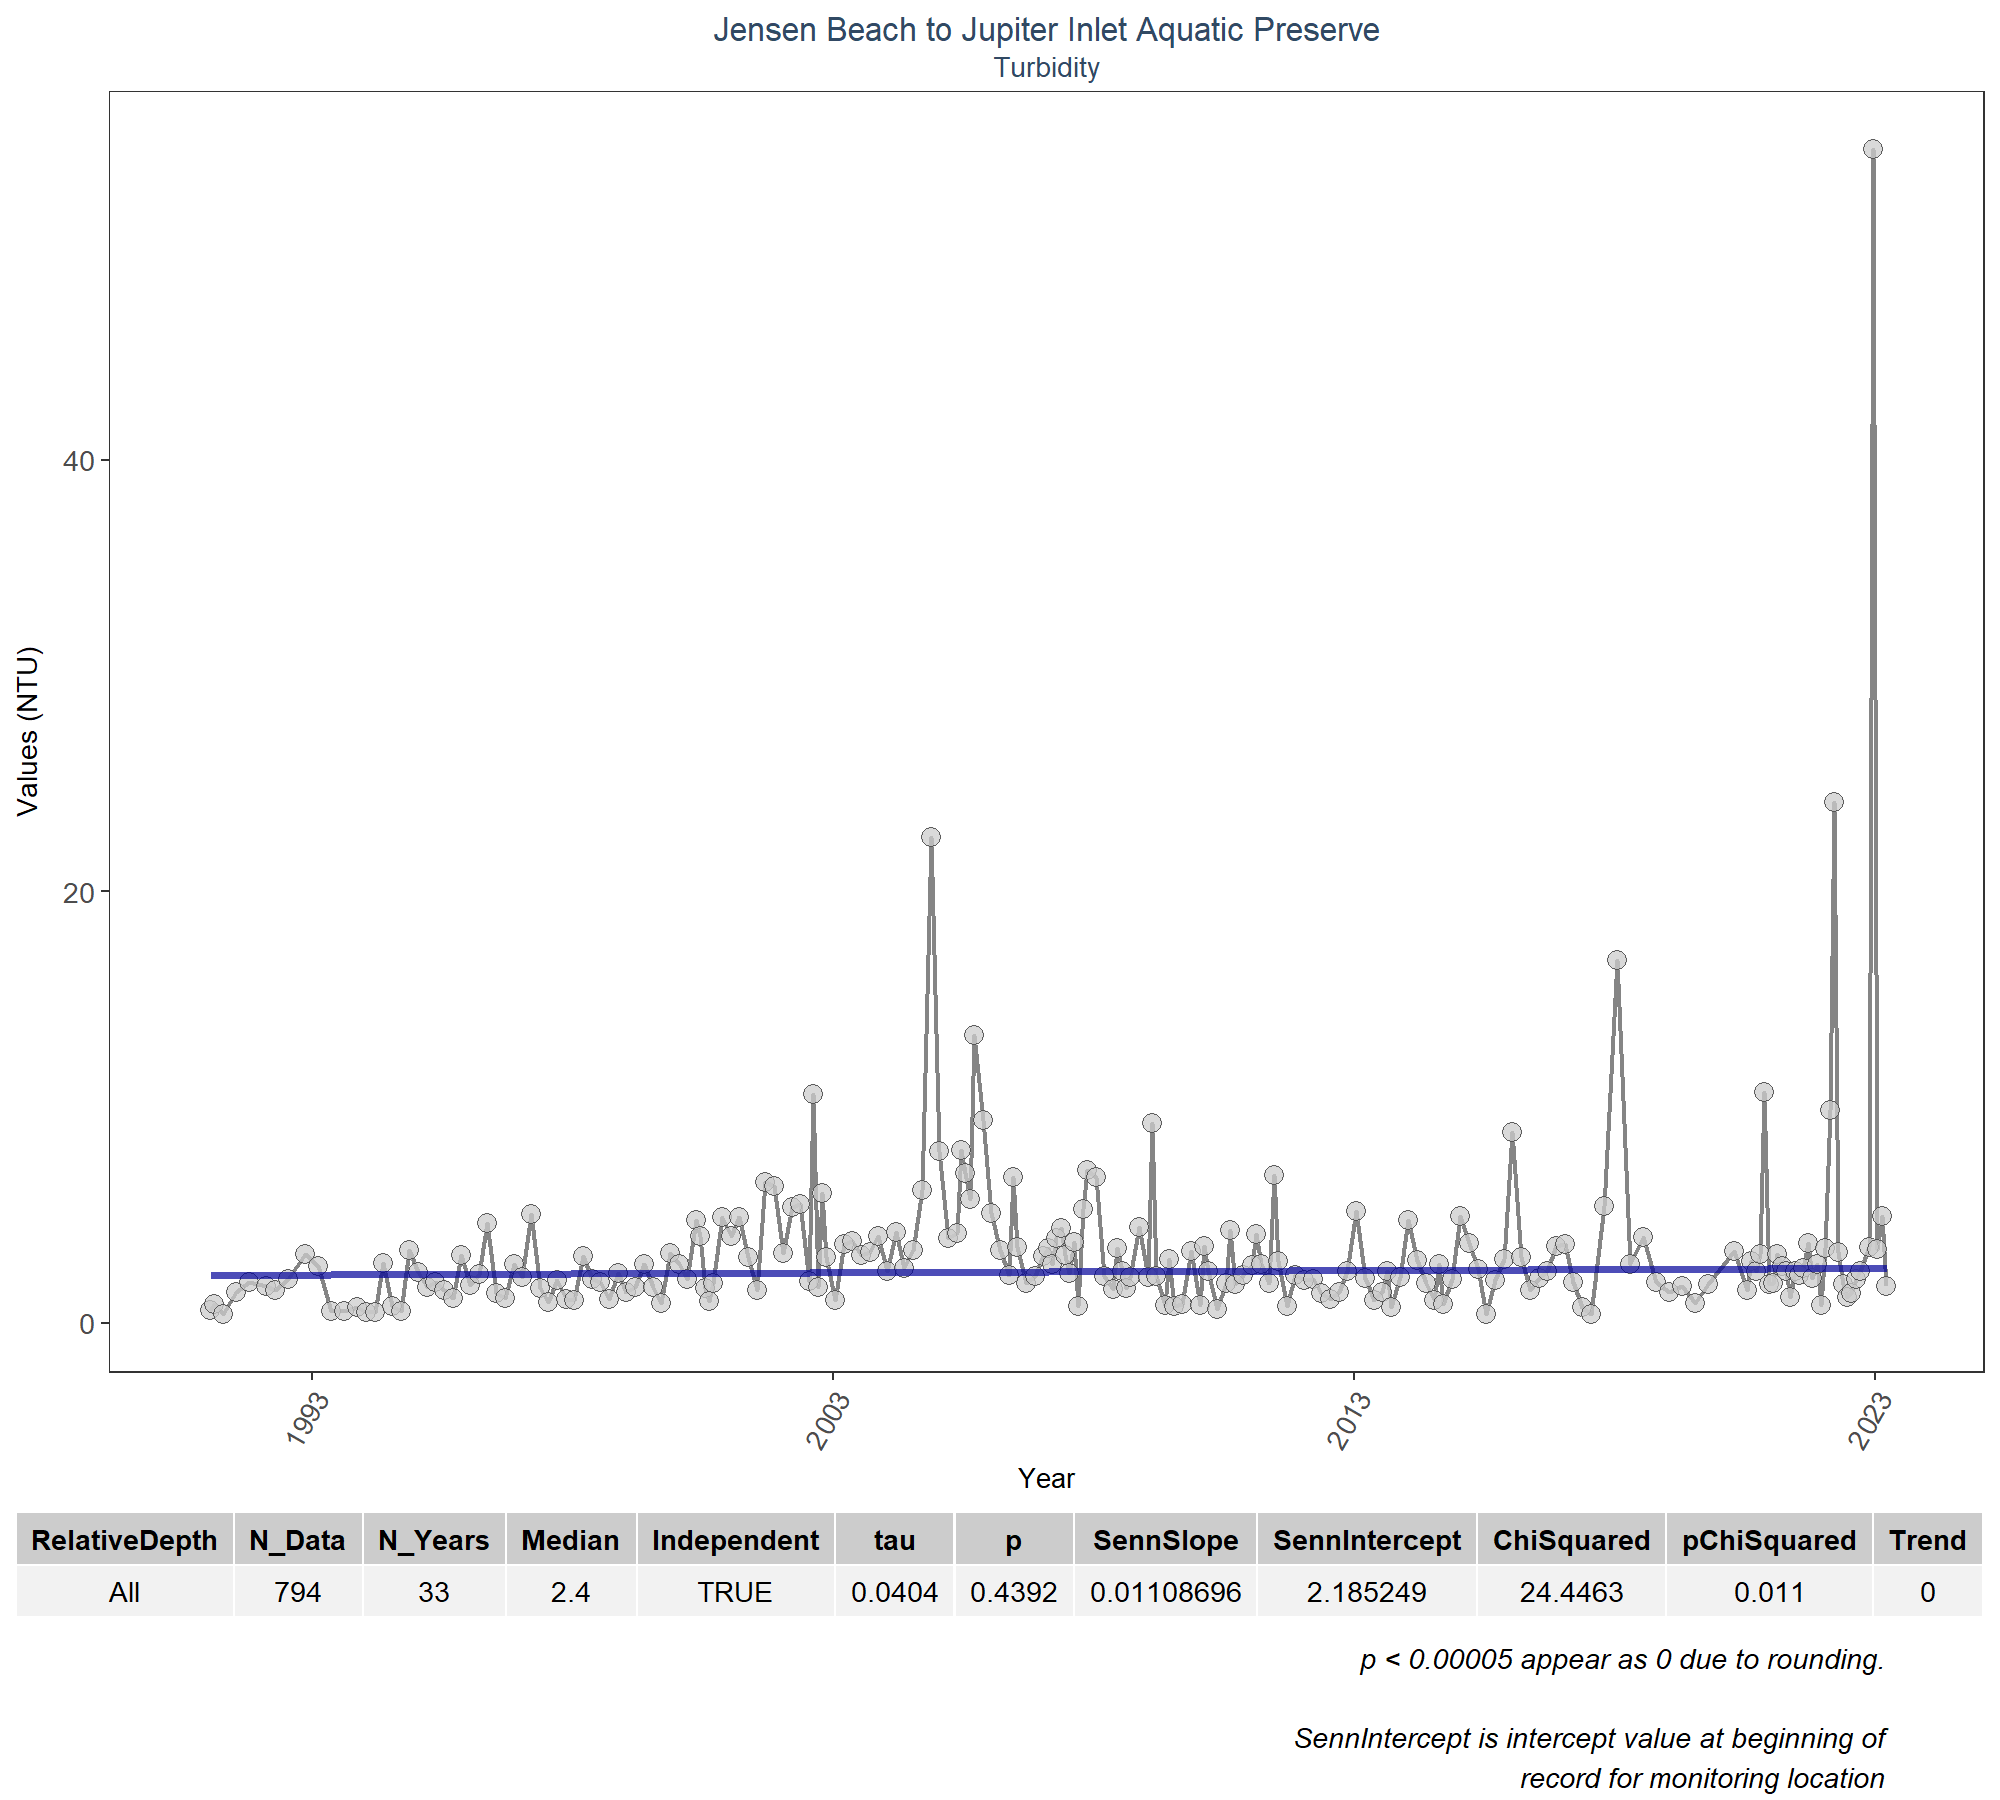 Jensen Beach to Jupiter Inlet Aquatic Preserve
Turbidity
Values (NTU)
40
20
0
1993
2003
2013
2023
Year
RelativeDepth N_Data N_Years Median Independent tau p SennSlope SennIntercept ChiSquared pChiSquared Trend
All 794 33 2.4 TRUE 0.0404 0.4392 0.01108696 2.185249 24.4463 0.011 0
p < 0.00005 appear as 0 due to rounding.
SennIntercept is intercept value at beginning of
record for monitoring location